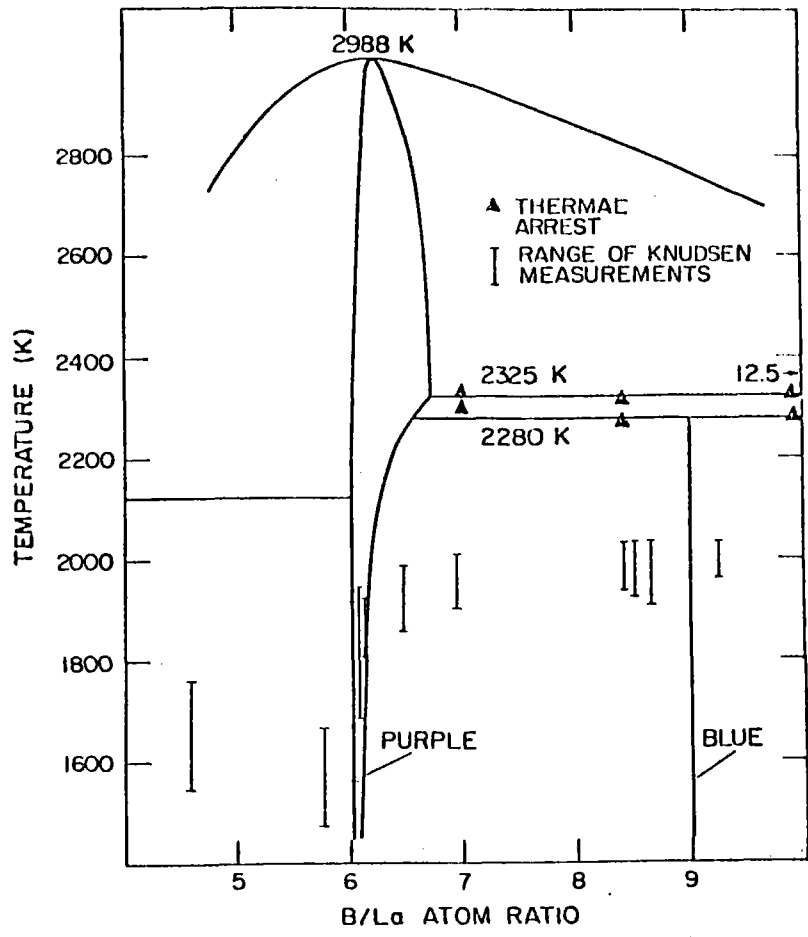 2988 K
THERMAL
ARREST
RANGE OF KNUDSEN
MEASUREMENTS
2325 K
12.5
2280 K
PURPLE
BLUE
TEMPERATURE (K)
2800
2600
2400
2200
2000
1800
1600
5
6
7
8
9
B/La ATOM RATIO